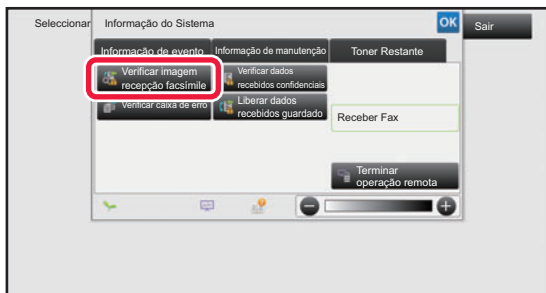 Seleccionar
Informação do Sistema
OK
Sair
Informação de evento
Informação de manutenção
Toner Restante
Verificar imagem
recepção facsímile
Verificar dados
recebidos confidenciais
Verificar caixa de erro
Liberar dados
recebidos guardado
Receber Fax
Terminar
operação remota